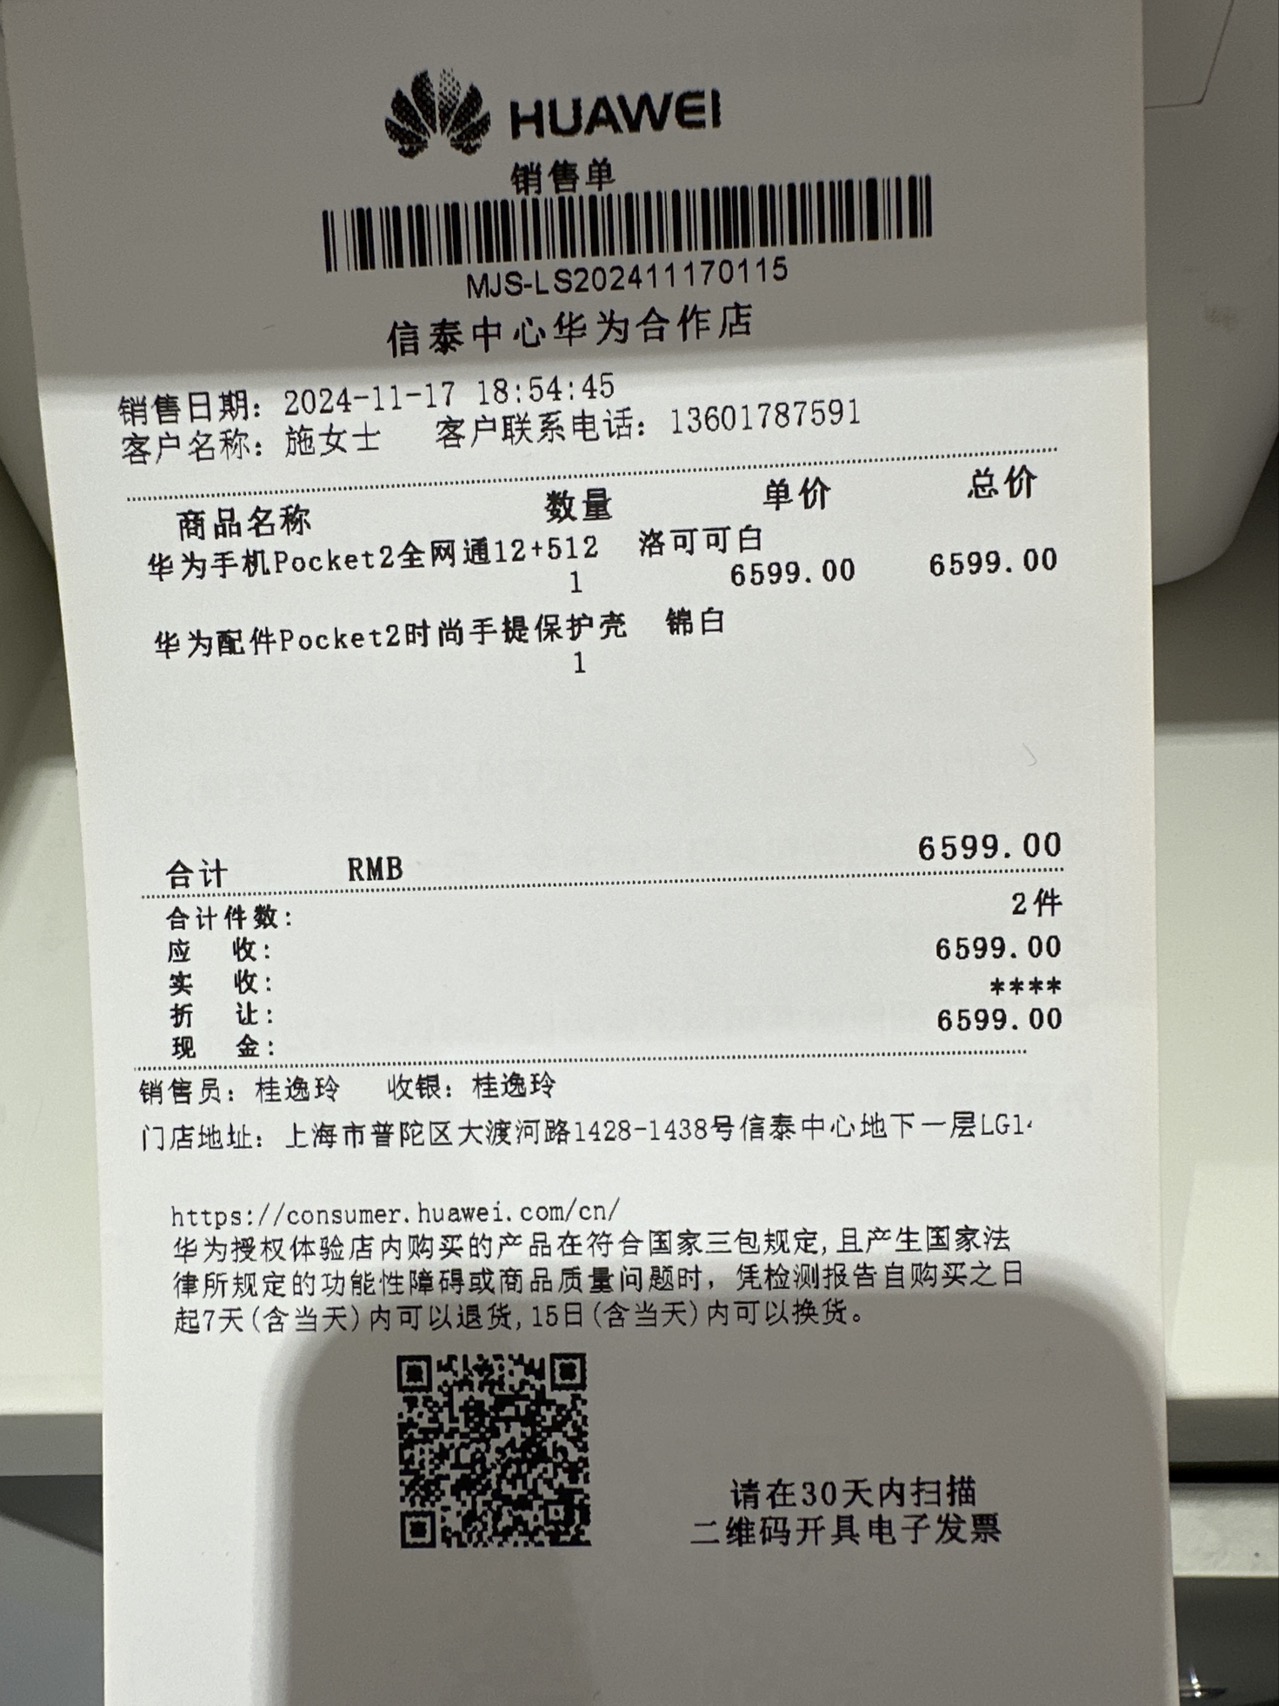 HUAWEI
销售单
MJS-LS202411170115
信泰中心华为合作店
销售日期：2024-11-17 18:54:45
客户名称：施女士 客户联系电话：13601787591
商品名称 数量 单价 总价
华为手机Pocket2全网通12+512 洛可可白
1 6599.00 6599.00
华为配件Pocket2时尚手提保护壳 锦白
1
合计 RMB 6599.00
合计件数: 2件
应 收: 6599.00
实 收: ****
折 让: 6599.00
现 金:
销售员：桂逸玲 收银：桂逸玲
门店地址：上海市普陀区大渡河路1428-1438号信泰中心地下一层LG1
https://consumer.huawei.com/cn/
华为授权体验店内购买的产品在符合国家三包规定,且产生国家法
律所规定的功能性障碍或商品质量问题时，凭检测报告自购买之日
起7天(含当天)内可以退货,15日(含当天)内可以换货。
请在30天内扫描
二维码开具电子发票